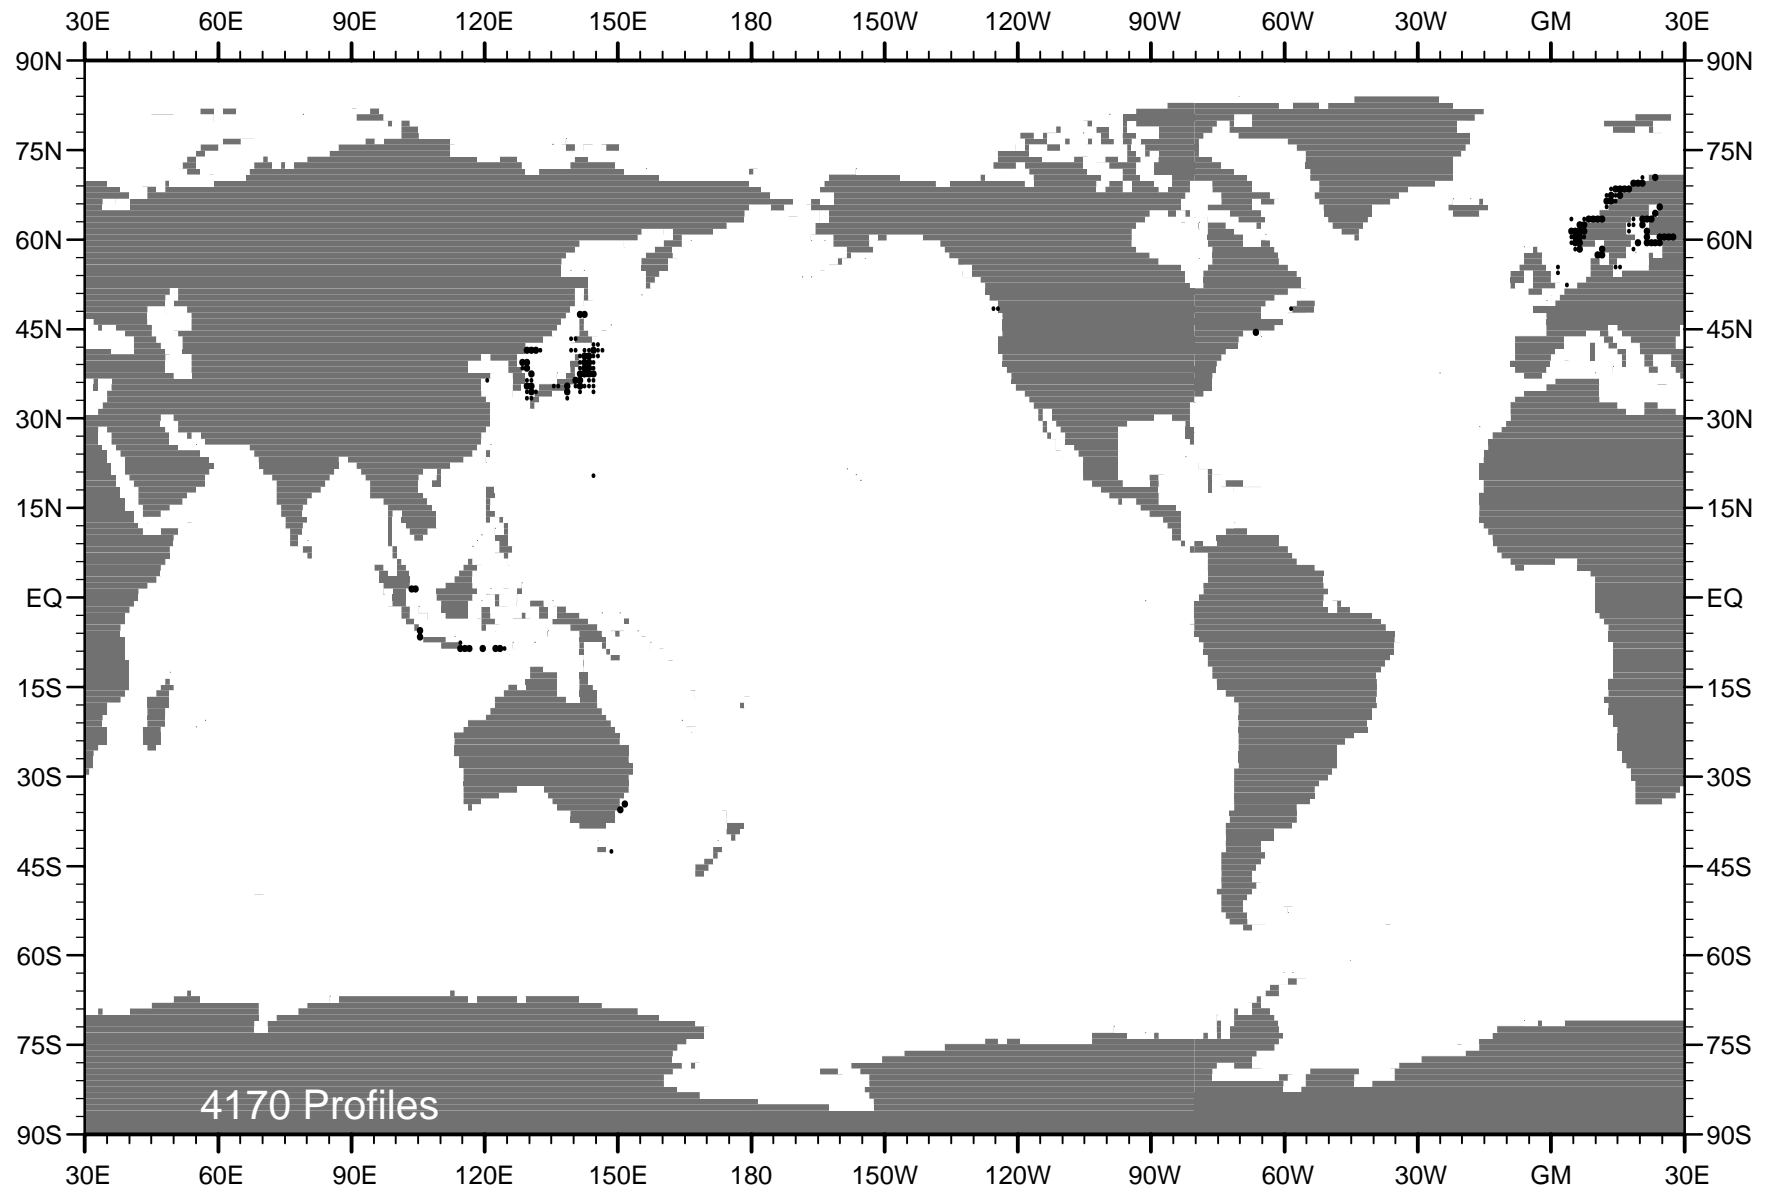 30E 60E 90E 120E 150E 180 150W 120W 90W 60W 30W GM 30E
90N 90N
75N 75N
60N 60N
45N 45N
30N 30N
15N 15N
EQ EQ
15S 15S
30S 30S
45S 45S
60S 60S
75S 75S
4170 Profiles
90S 90S
30E 60E 90E 120E 150E 180 150W 120W 90W 60W 30W GM 30E